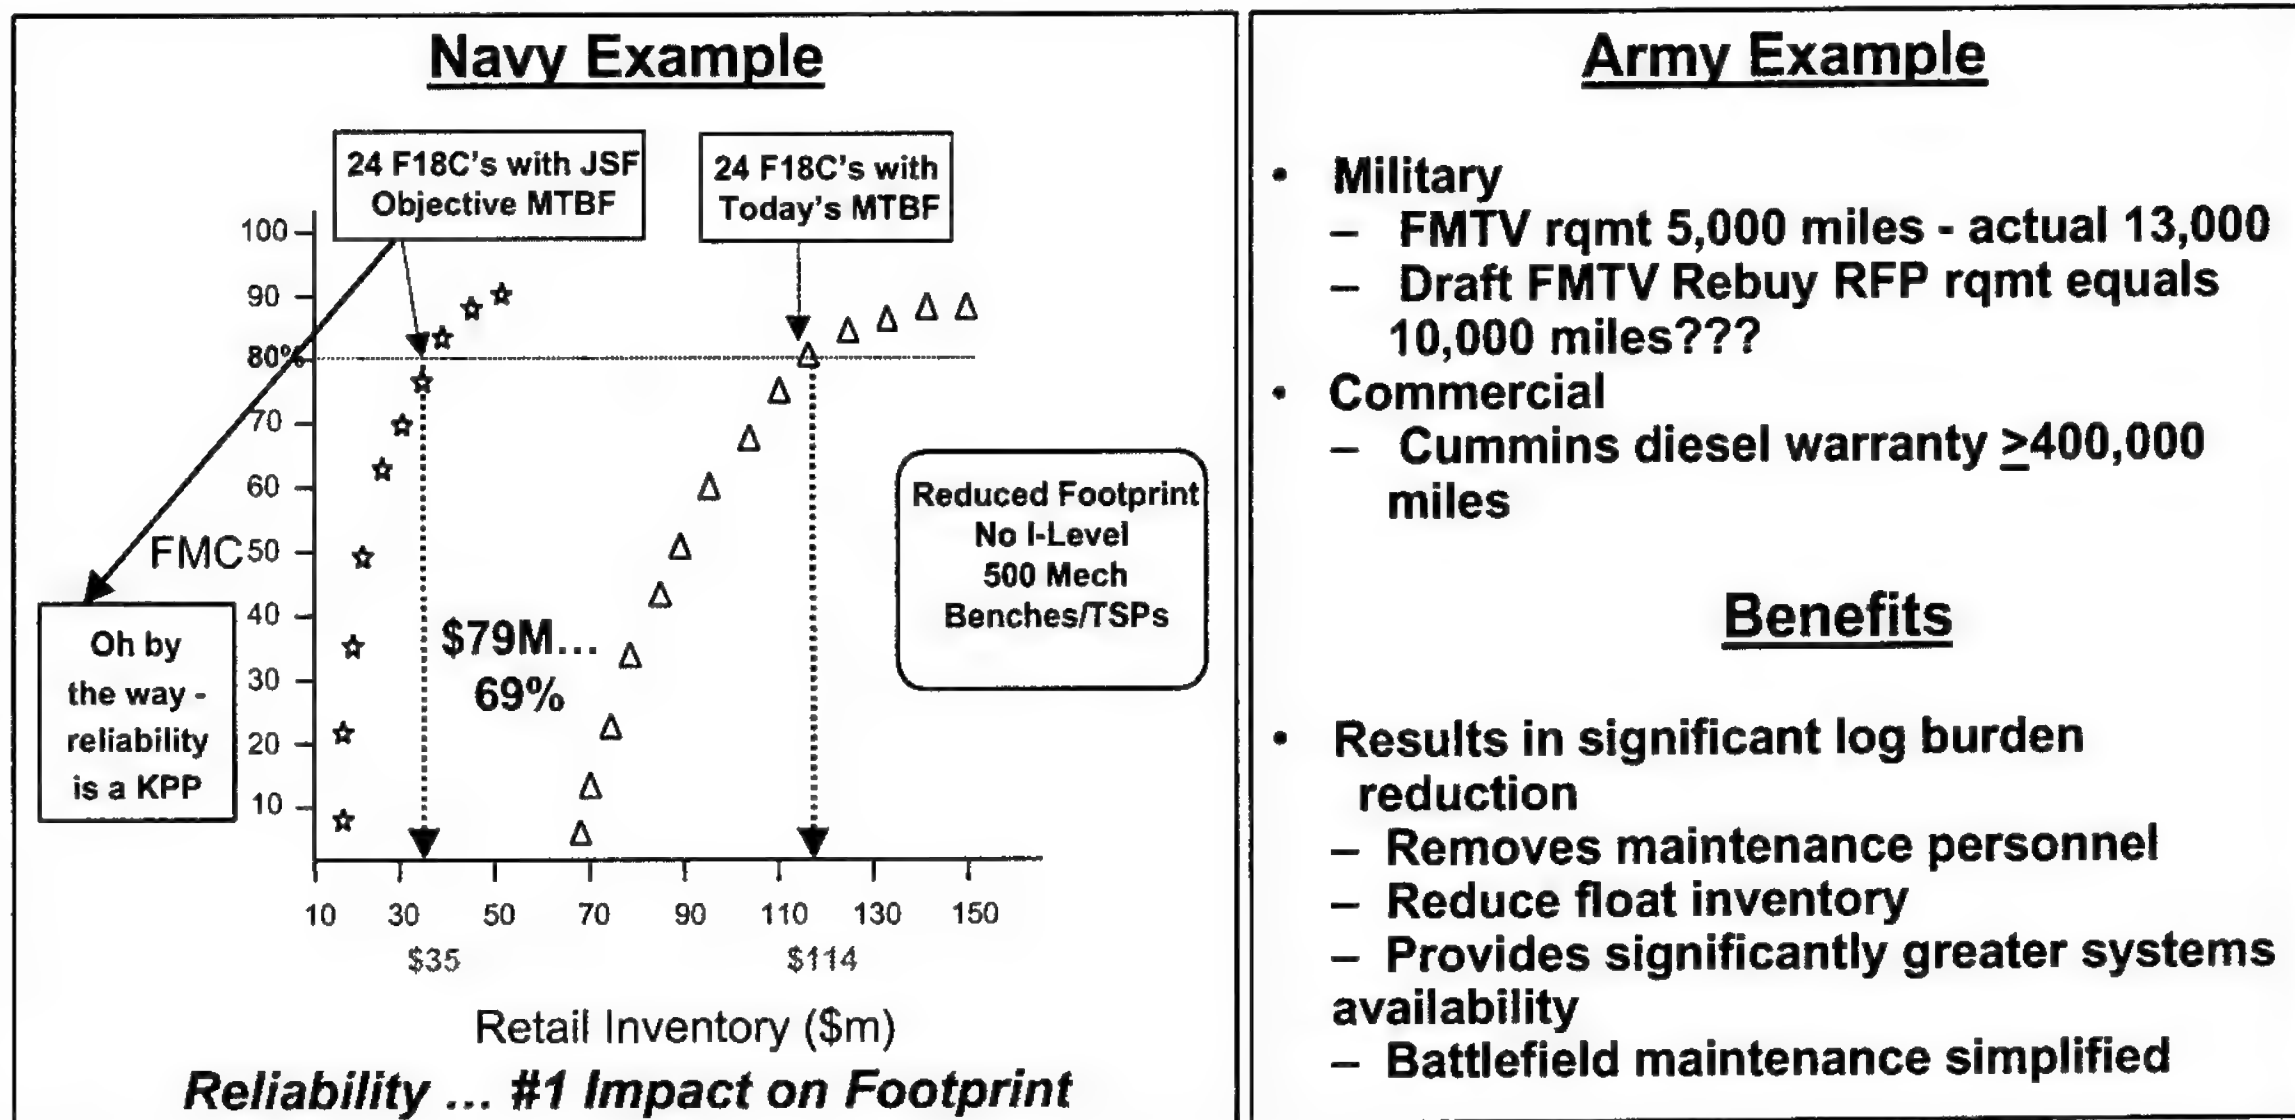 Navy Example
24 F18C's with JSF
Objective MTBF
24 F18C's with
Today's MTBF
100
90
80%
70
60
FMC 50
40
30
20
10
Oh by
the way -
reliability
is a KPP
$79M...
69%
Reduced Footprint
No I-Level
500 Mech
Benches/TSPs
10 30 50 70 90 110 130 150
$35 $114
Retail Inventory ($m)
Reliability ... #1 Impact on Footprint
Army Example
• Military
– FMTV rqmt 5,000 miles - actual 13,000
– Draft FMTV Rebuy RFP rqmt equals
10,000 miles???
• Commercial
– Cummins diesel warranty ≥400,000
miles
Benefits
• Results in significant log burden
reduction
– Removes maintenance personnel
– Reduce float inventory
– Provides significantly greater systems
availability
– Battlefield maintenance simplified